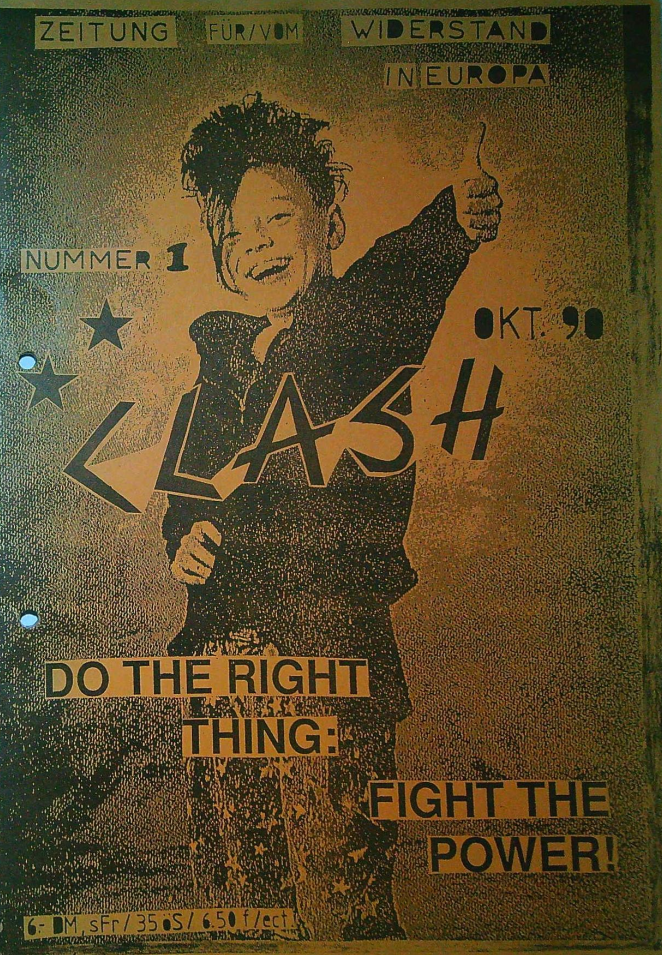 ZEITUNG FÜR/VOM WIDERSTAND
IN EUROPA
NUMMER 1
OKT. 90
CLASH
DO THE RIGHT
THING:
FIGHT THE
POWER!
6.- DM, sFr / 35 öS / 6.50 f / ect.